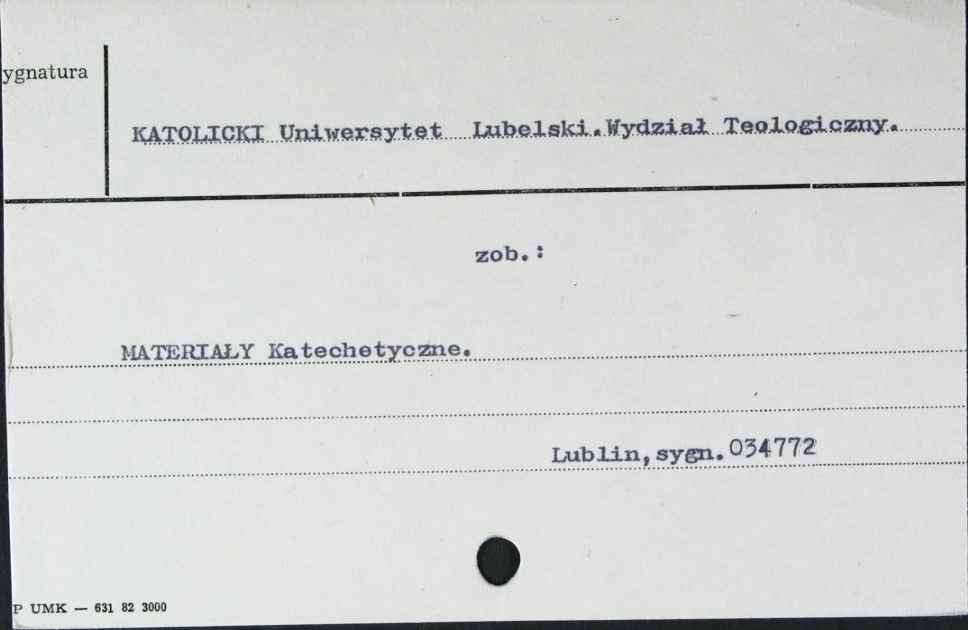 ygnatura
KATOLICKI Uniwersytet Lubelski.Wydział Teologiczny.
zob.:
MATERIAŁY Katechetyczne.
Lublin,sygn.034772
P UMK — 631 82 3000